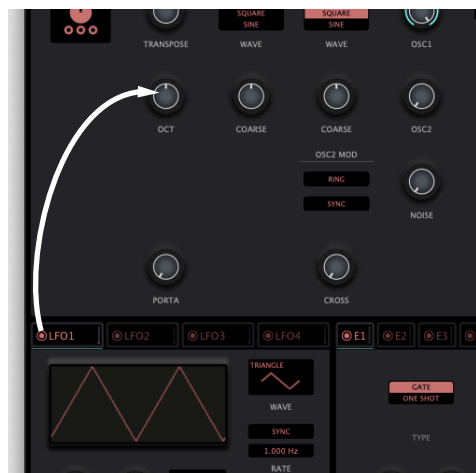 SQUARE SQUARE
SINE SINE
TRANSPOSE WAVE WAVE OSC1
OCT COARSE COARSE OSC2
OSC2 MOD
RING
SYNC
NOISE
PORTA CROSS
LFO1 LFO2 LFO3 LFO4 E1 E2 E3
TRIANGLE
WAVE
GATE
ONE SHOT
SYNC
TYPE
1.000 Hz
RATE